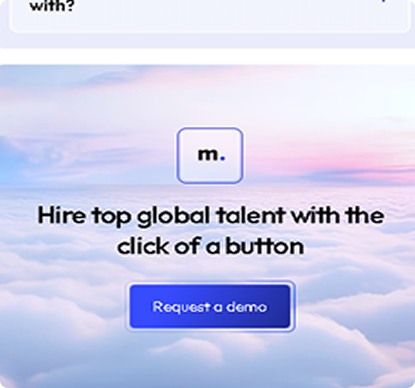 with?
m.
Hire top global talent with the
click of a button
Request a demo